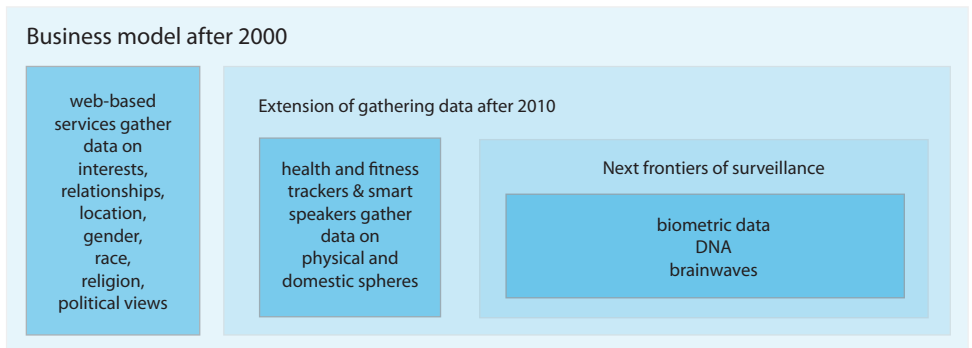 Business model after 2000
web-based
services gather
data on
interests,
relationships,
location,
gender,
race,
religion,
political views
Extension of gathering data after 2010
health and fitness
trackers & smart
speakers gather
data on
physical and
domestic spheres
Next frontiers of surveillance
biometric data
DNA
brainwaves